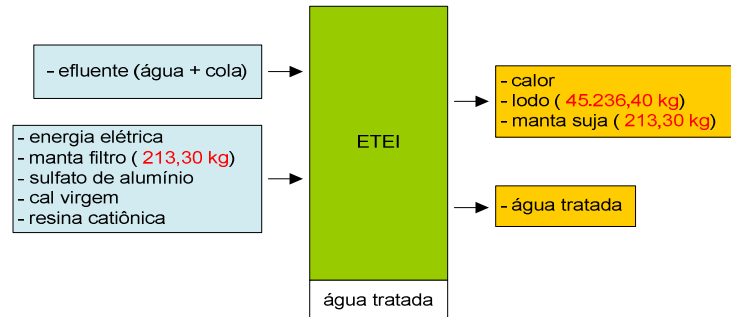 - efluente (água + cola)
- energia elétrica
- manta filtro ( 213,30 kg)
- sulfato de alumínio
- cal virgem
- resina catiônica
ETEI
água tratada
- calor
- lodo ( 45.236,40 kg)
- manta suja ( 213,30 kg)
- água tratada